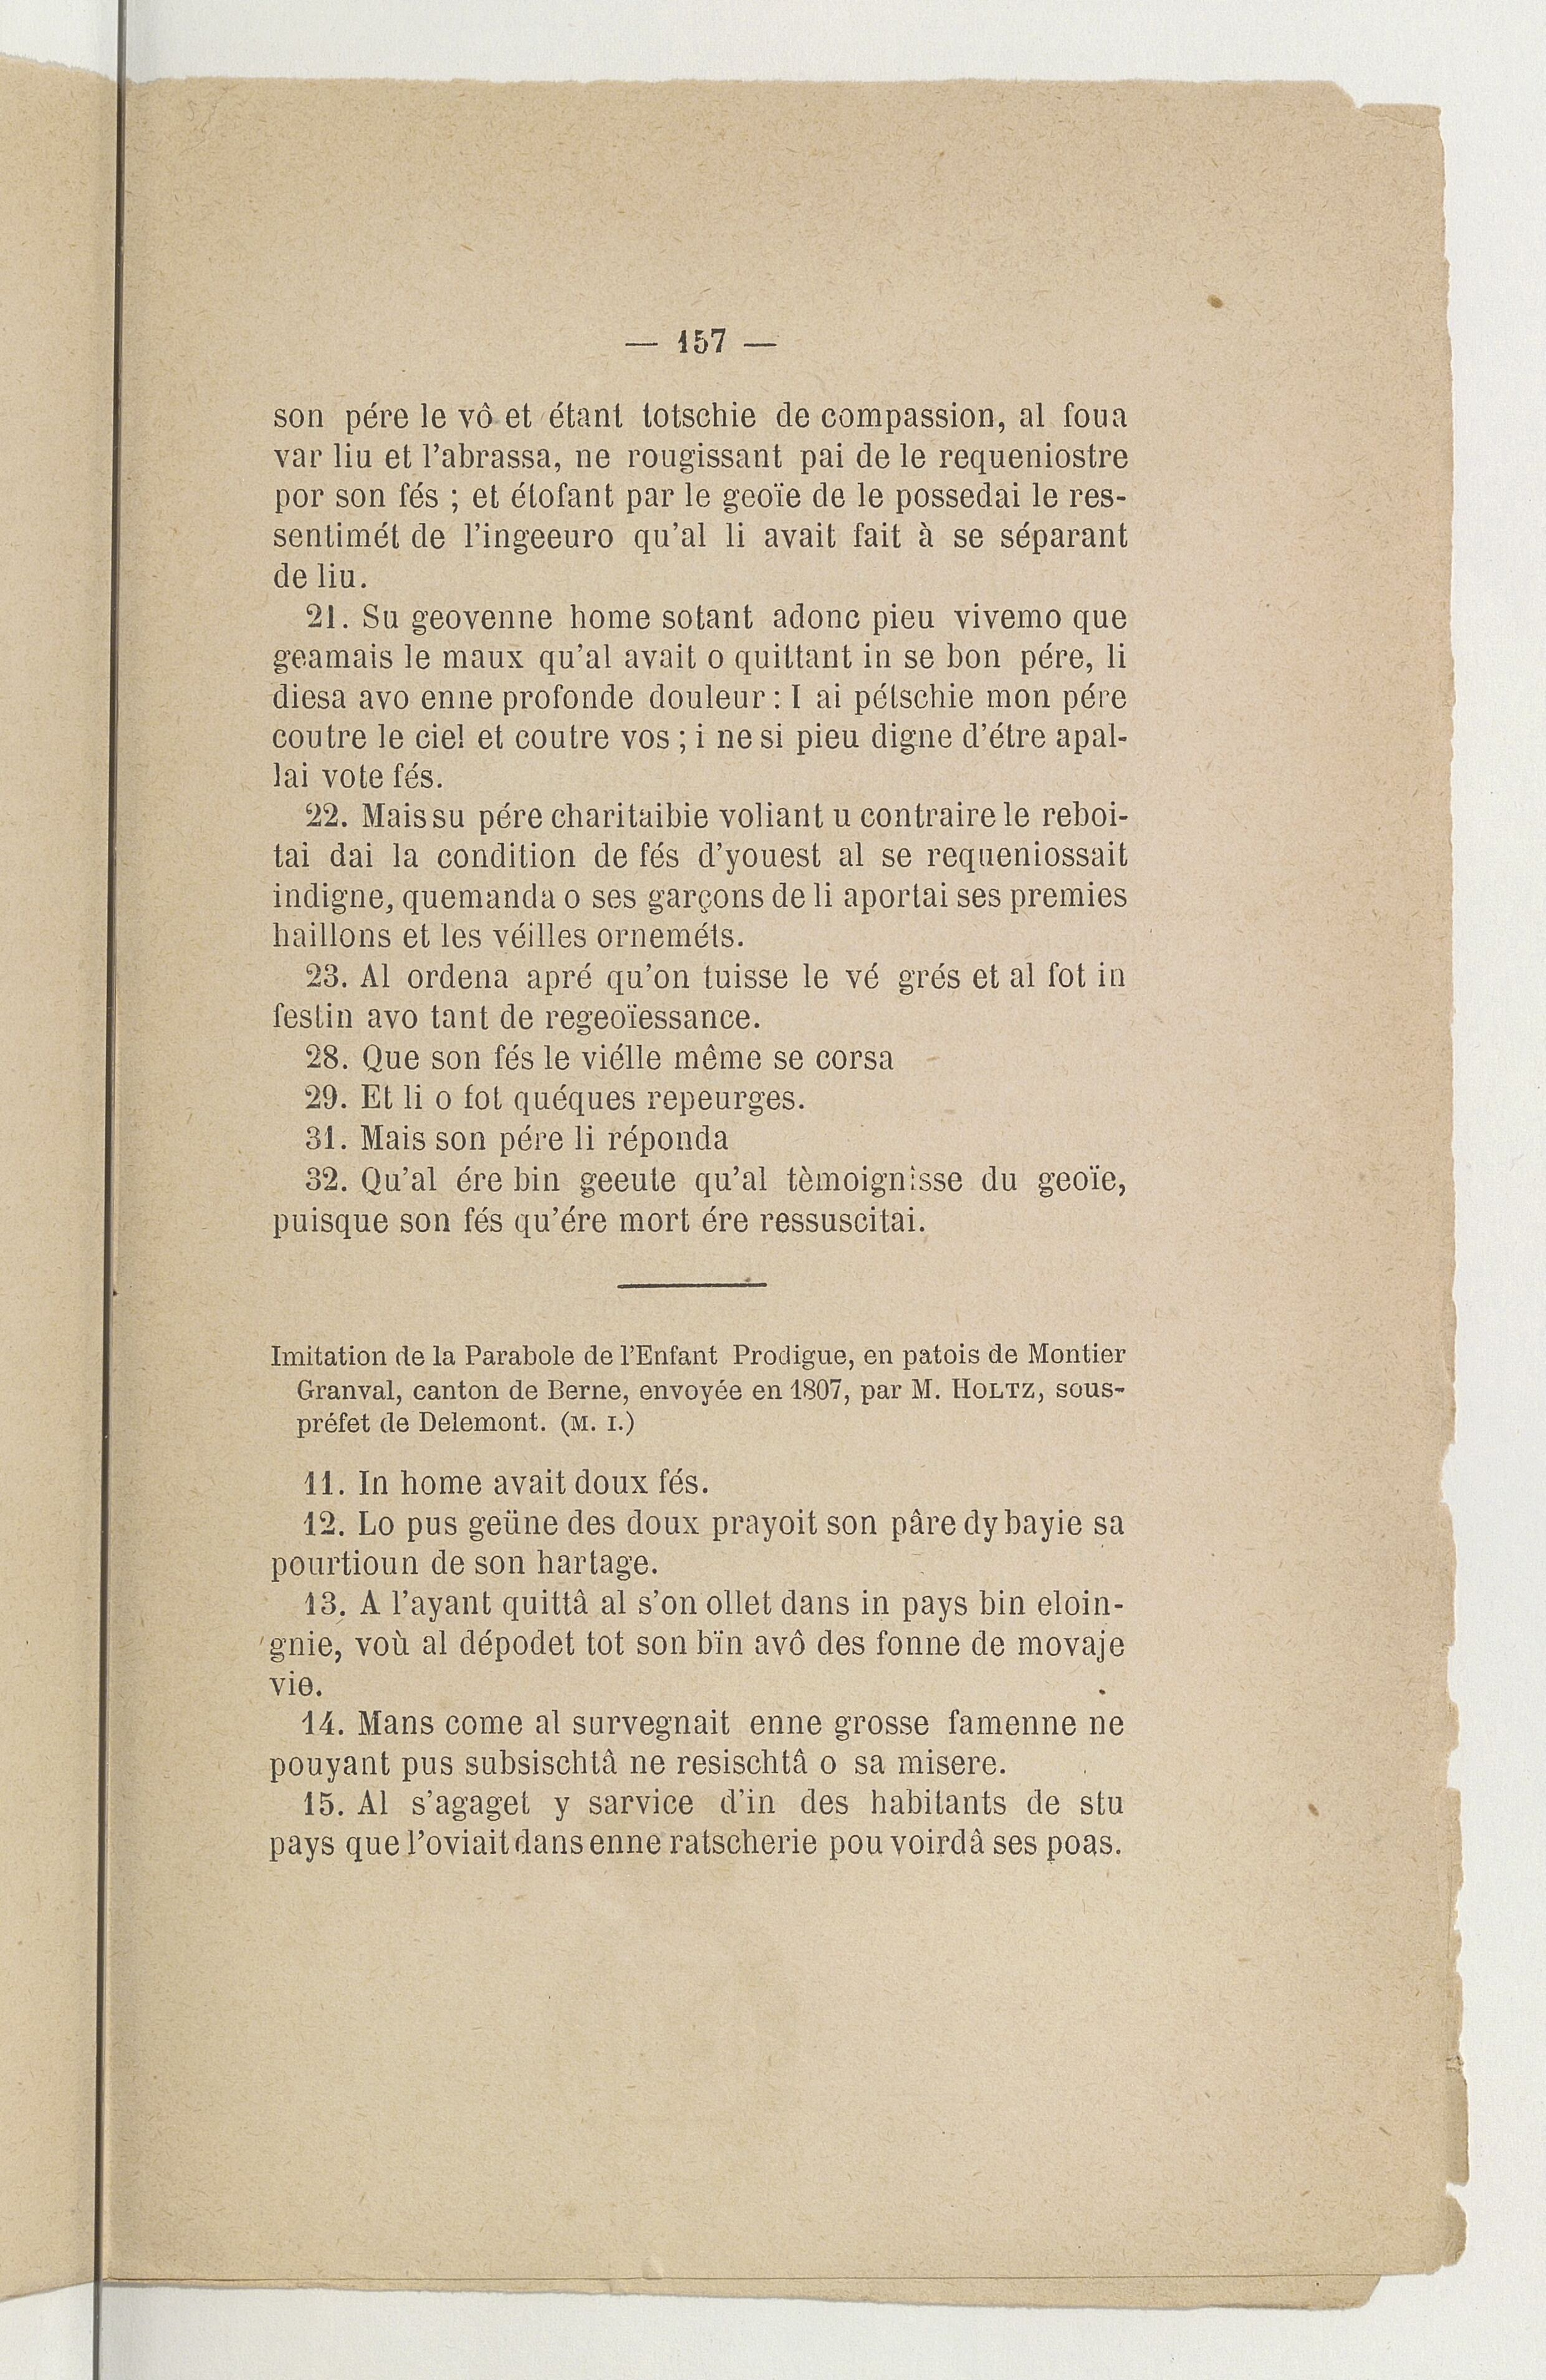 — 157 —
son pére le vô et étant totschie de compassion, al foua
var liu et l'abrassa, ne rougissant pai de le requeniostre
por son fés ; et étofant par le geoïe de le possedai le res-
sentimét de l'ingeeuro qu'al li avait fait à se séparant
de liu.
21. Su geovenne home sotant adonc pieu vivemo que
geamais le maux qu'al avait o quittant in se bon pére, li
diesa avo enne profonde douleur : I ai pétschie mon pére
coutre le ciel et coutre vos ; i ne si pieu digne d'étre apal-
lai vote fés.
22. Mais su pére charitaibie voliant u contraire le reboi-
tai dai la condition de fés d'youest al se requeniossait
indigne, quemanda o ses garçons de li aportai ses premies
haillons et les véilles orneméts.
23. Al ordena apré qu'on tuisse le vé grés et al fot in
festin avo tant de regeoïessance.
28. Que son fés le viélle même se corsa
29. Et li o fot quéques repeurges.
31. Mais son pére li réponda
32. Qu'al ére bin geeute qu'al tèmoignisse du geoïe,
puisque son fés qu'ére mort ére ressuscitai.
Imitation de la Parabole de l'Enfant Prodigue, en patois de Montier
Granval, canton de Berne, envoyée en 1807, par M. HOLTZ, sous-
préfet de Delemont. (M. I.)
11. In home avait doux fés.
12. Lo pus geüne des doux prayoit son pâre dy bayie sa
pourtioun de son hartage.
13. A l'ayant quittâ al s'on ollet dans in pays bin eloin-
gnie, voù al dépodet tot son bïn avô des fonne de movaje
vie.
14. Mans come al survegnait enne grosse famenne ne
pouyant pus subsischtâ ne resischtâ o sa misere.
15. Al s'agaget y sarvice d'in des habitants de stu
pays que l'oviait dans enne ratscherie pou voirdâ ses poas.